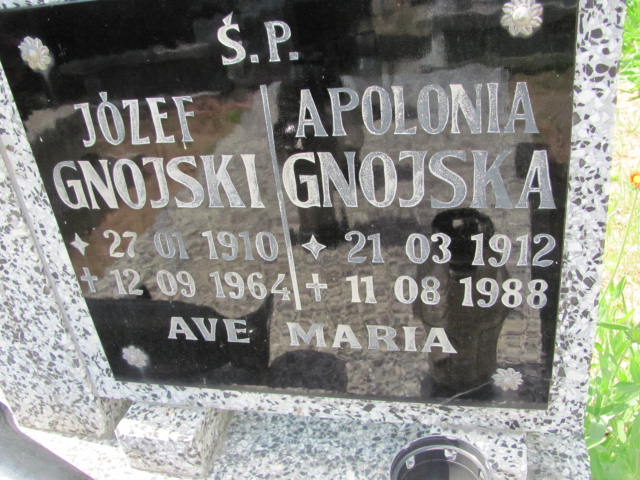 Ś.P.
JÓZEF
GNOJSKI
27 01 1910
12 09 1964
APOLONIA
GNOJSKA
21 03 1912
11 08 1988
AVE MARIA